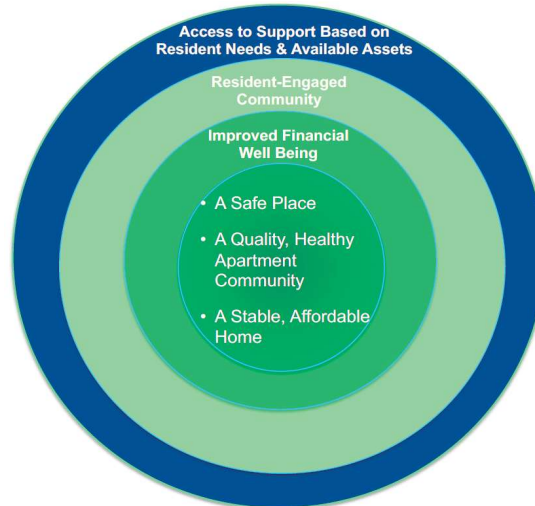 Access to Support Based on
Resident Needs & Available Assets
Resident-Engaged
Community
Improved Financial
Well Being
• A Safe Place
• A Quality, Healthy
Apartment
Community
• A Stable, Affordable
Home